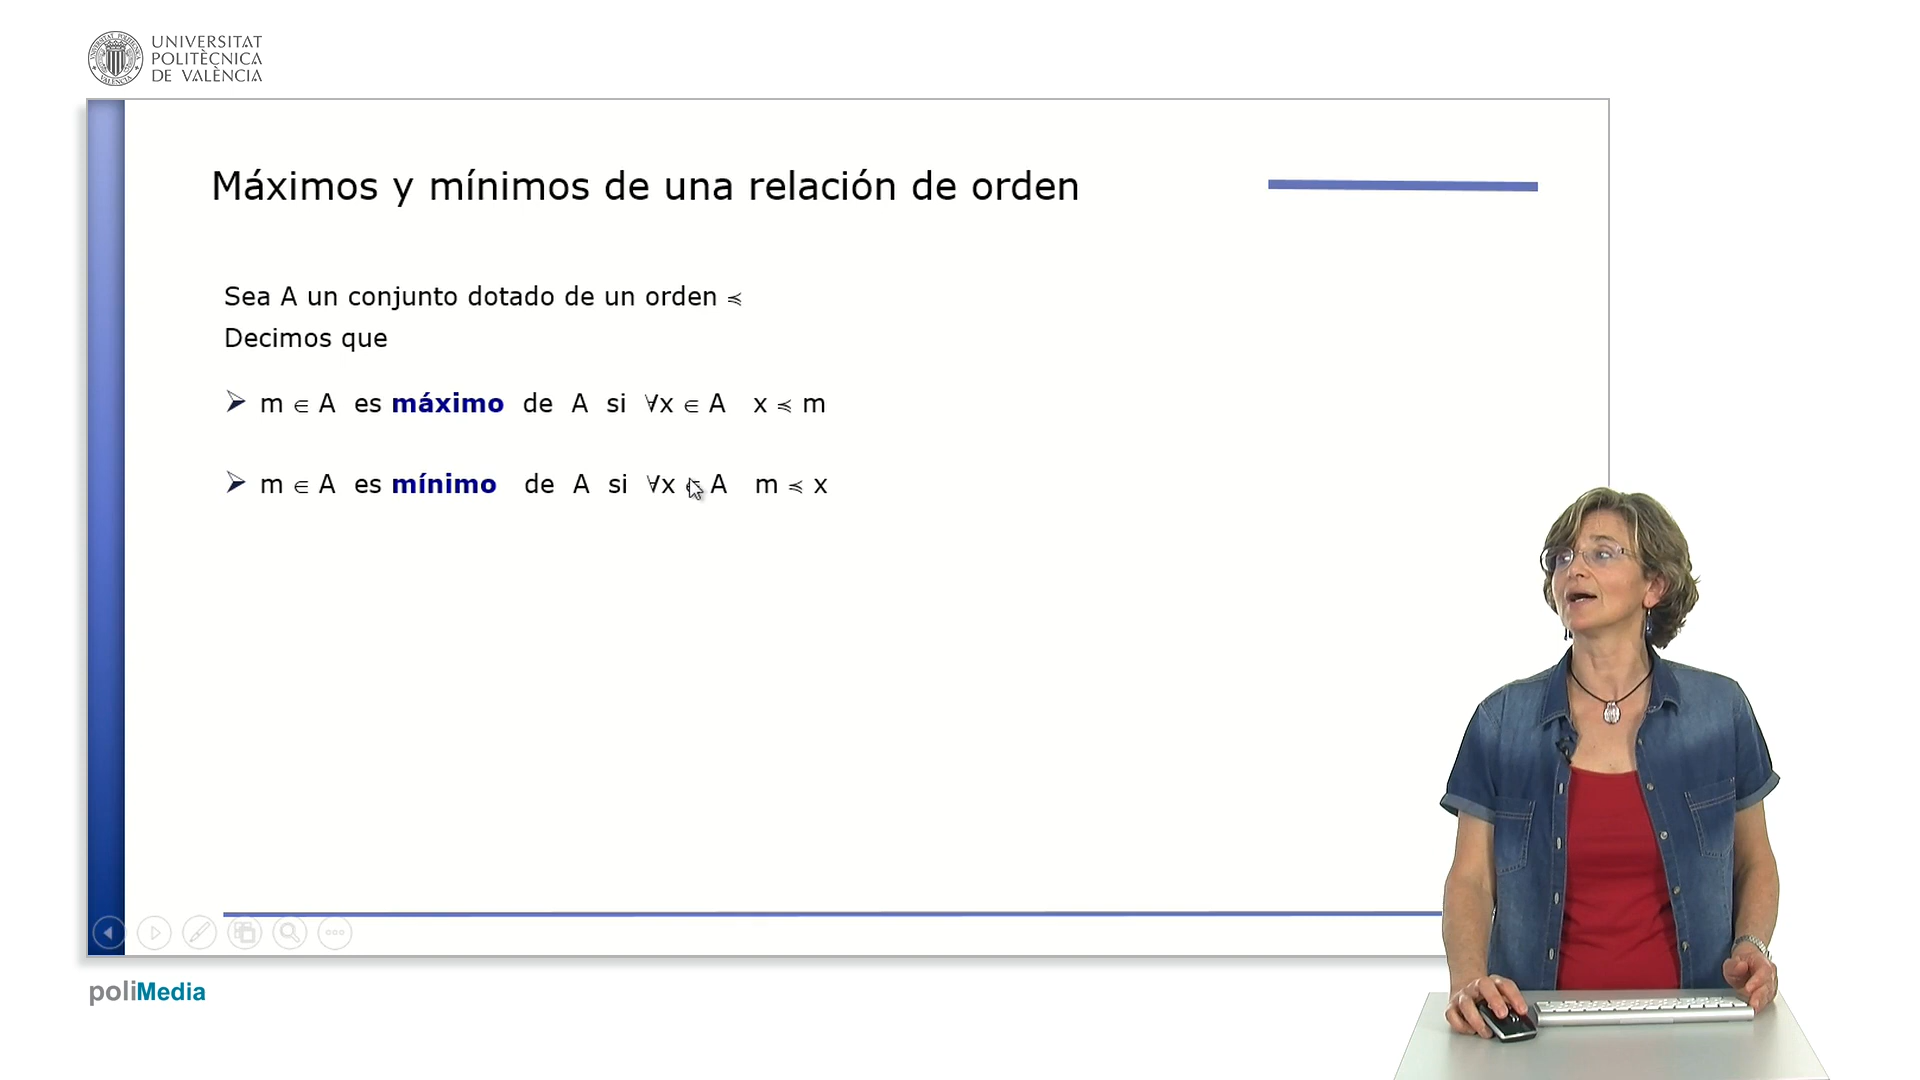 UNIVERSITAT
POLITÈCNICA
DE VALÈNCIA
Máximos y mínimos de una relación de orden
Sea A un conjunto dotado de un orden ≼
Decimos que
➢ m ∈ A es máximo de A si ∀x ∈ A x ≼ m
➢ m ∈ A es mínimo de A si ∀x ∈ A m ≼ x
poliMedia